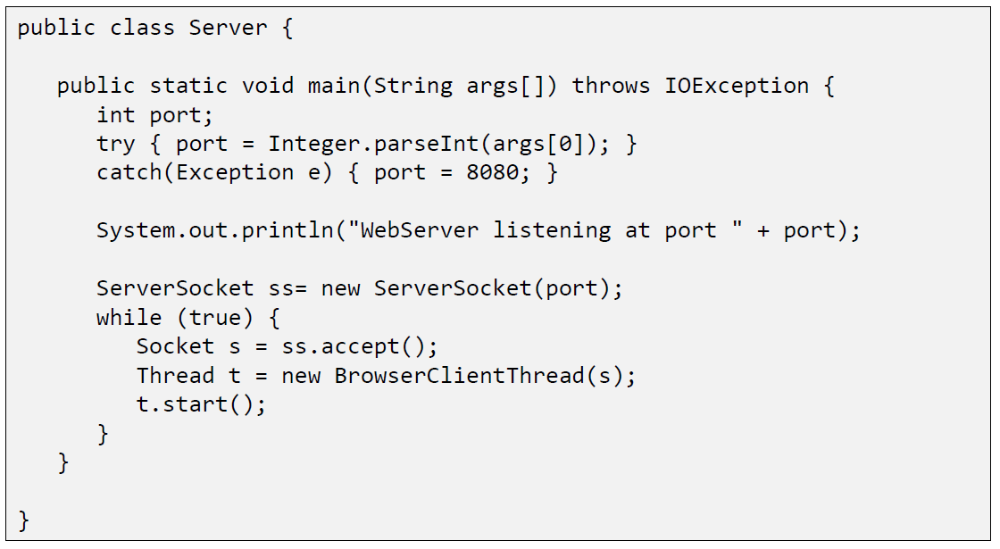 public class Server {
public static void main(String args[]) throws IOException {
int port;
try { port = Integer.parseInt(args[0]); }
catch(Exception e) { port = 8080; }
System.out.println("WebServer listening at port " + port);
ServerSocket ss= new ServerSocket(port);
while (true) {
Socket s = ss.accept();
Thread t = new BrowserClientThread(s);
t.start();
}
}
}